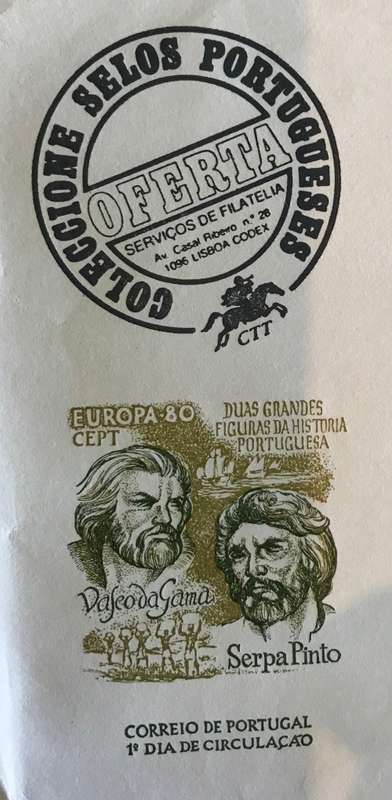 COLECCIONE SELOS PORTUGUESES
OFERTA
SERVIÇOS DE FILATELIA
Av. Casal Ribeiro n.º 28
1096 LISBOA CODEX
CTT
EUROPA-80
CEPT
DUAS GRANDES
FIGURAS DA HISTORIA
PORTUGUESA
Vasco da Gama
Serpa Pinto
CORREIO DE PORTUGAL
1º DIA DE CIRCULAÇÃO